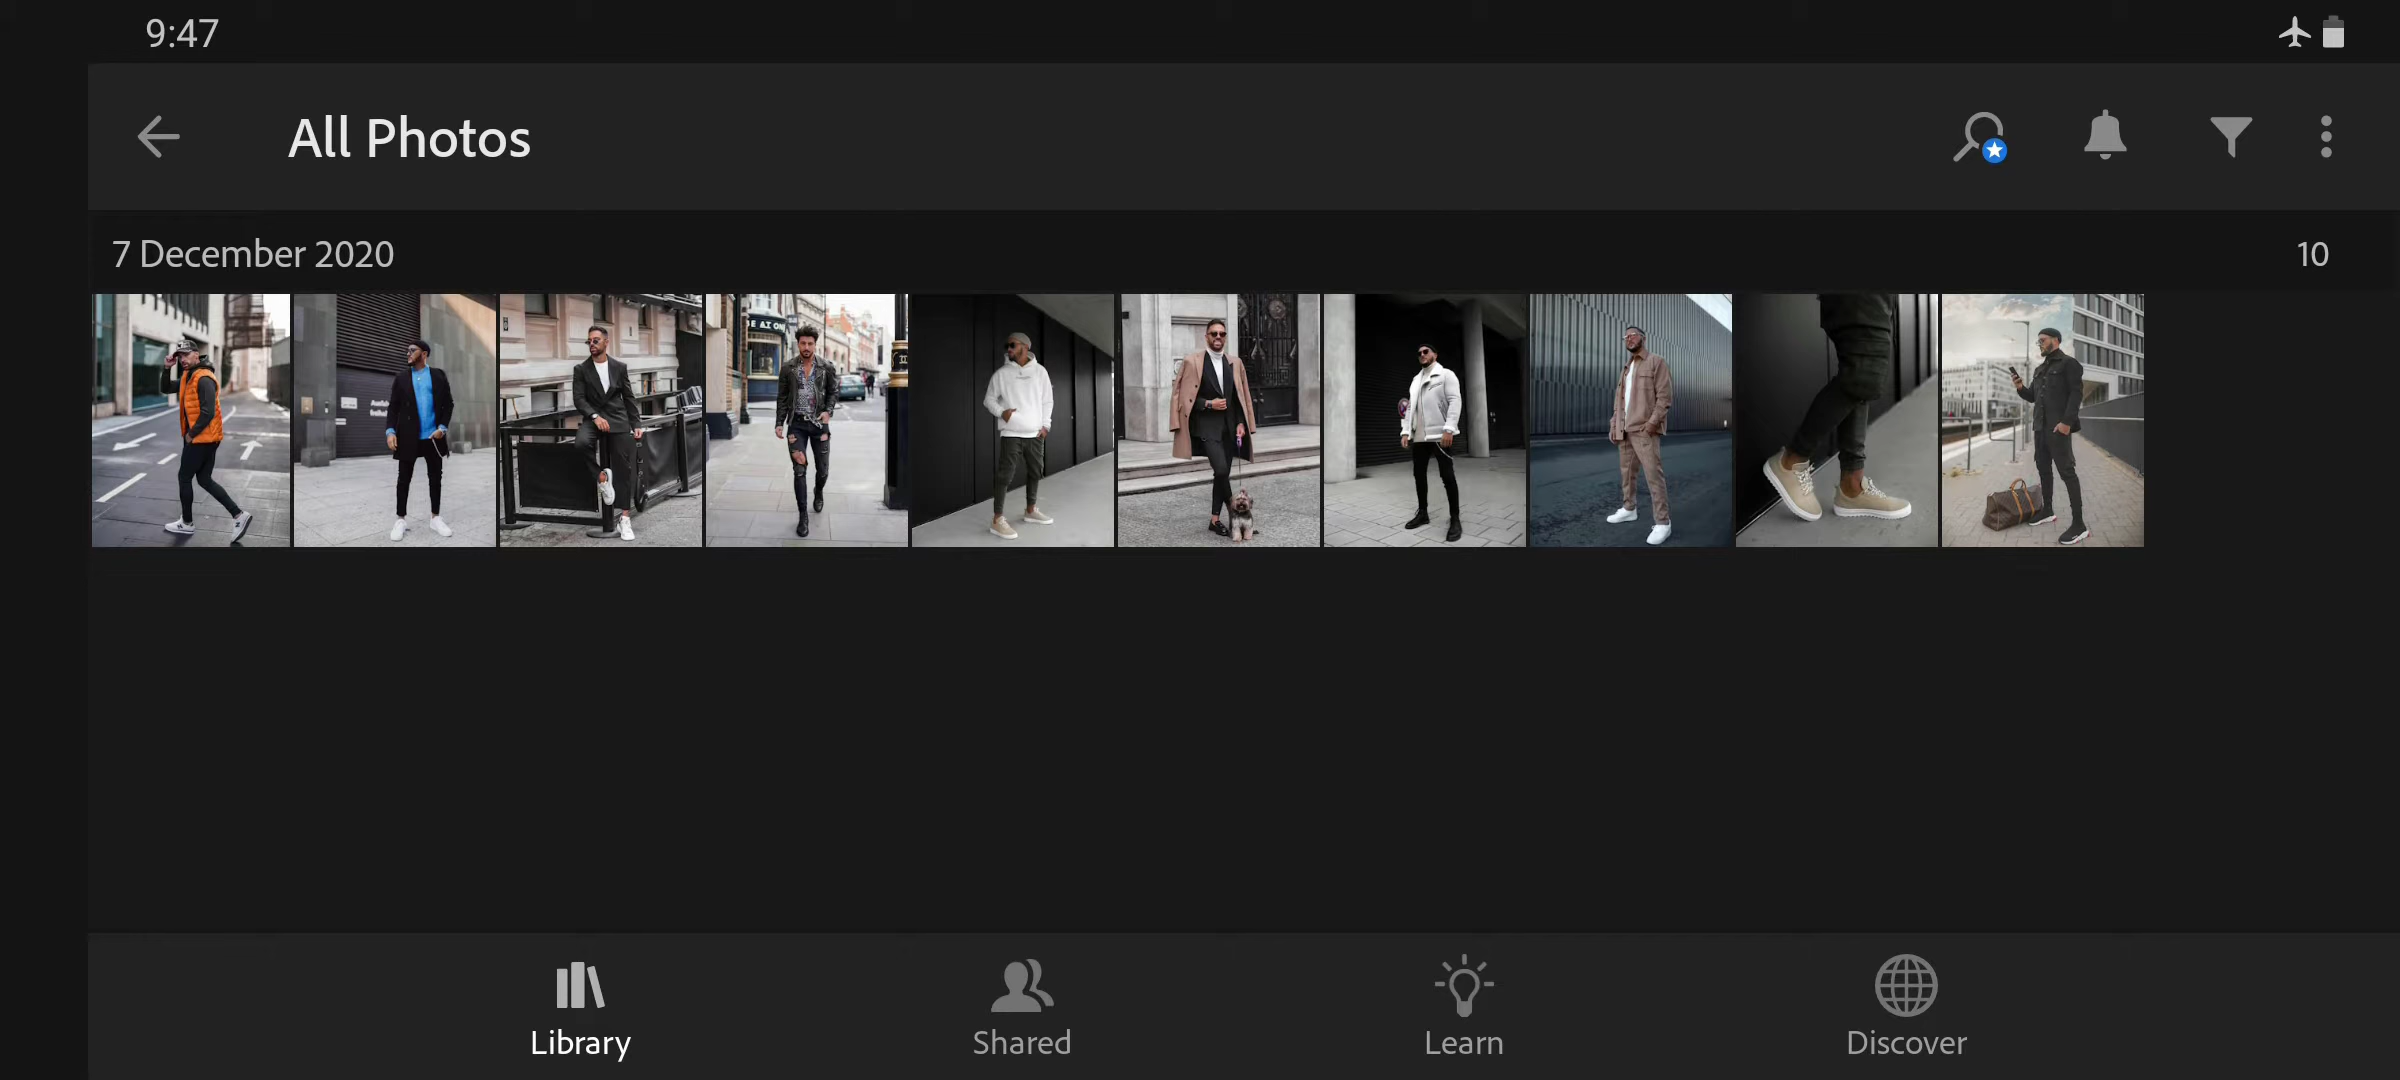 9:47
All Photos
7 December 2020
10
Library
Shared
Learn
Discover